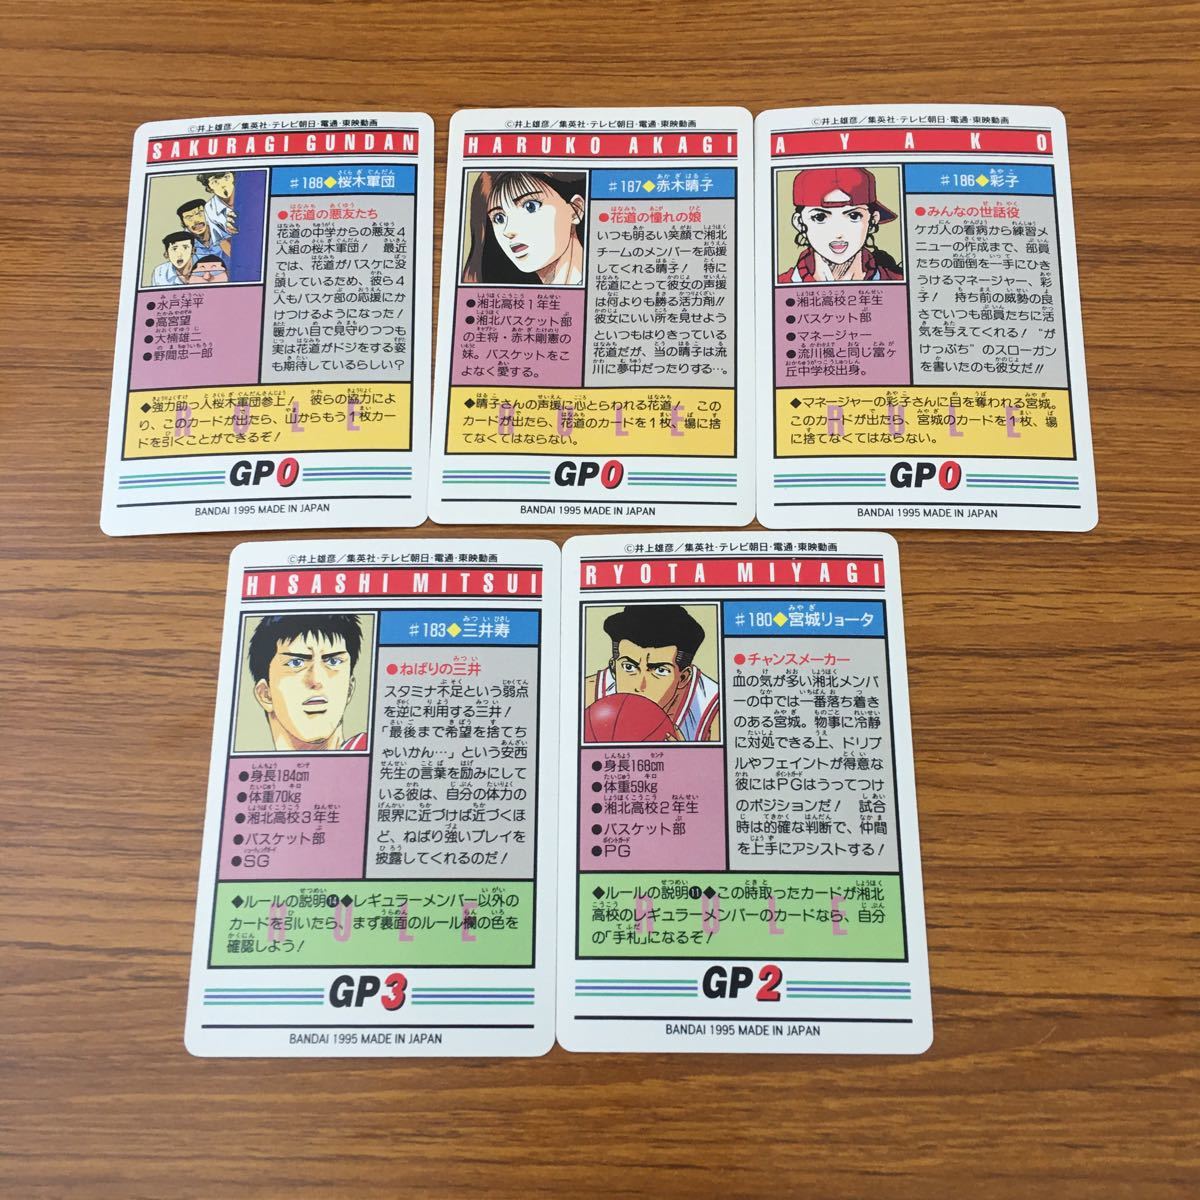 ©井上雄彦/集英社・テレビ朝日・電通・東映動画
SAKURAGI GUNDAN
♯188◆桜木軍団
●花道の悪友たち
花道の中学からの悪友4
人組の桜木軍団! 最近
では、花道がバスケに没
頭しているため、彼ら4
人もバスケ部の応援にか
けつけるようになった!
暖かい目で見守りつつも
実は花道がドジをする姿
も期待しているらしい?
●水戸洋平
●高宮望
●大楠雄二
●野間忠一郎
RULE
◆強力助っ人桜木軍団参上! 彼らの協力によ
り、このカードが出たら、山からもう1枚カー
ドを引くことができるぞ!
GP0
BANDAI 1995 MADE IN JAPAN
©井上雄彦/集英社・テレビ朝日・電通・東映動画
HARUKO AKAGI
♯187◆赤木晴子
●花道の憧れの娘
いつも明るい笑顔で湘北
チームのメンバーを応援
してくれる晴子! 特に
花道にとって彼女の声援
は何よりも勝る活力剤!!
彼女にいい所を見せよう
といつもはりきっている
花道だが、当の晴子は流
川に夢中だったりする…。
●湘北高校1年生
●湘北バスケット部
の主将・赤木剛憲の
妹。バスケットをこ
よなく愛する。
RULE
◆晴子さんの声援に心とらわれる花道! この
カードが出たら、花道のカードを1枚、場に捨
てなくてはならない。
GP0
BANDAI 1995 MADE IN JAPAN
©井上雄彦/集英社・テレビ朝日・電通・東映動画
AYAKO
♯186◆彩子
●みんなの世話役
ケガ人の看病から練習メ
ニューの作成まで、部員
たちの面倒を一手にひき
うけるマネージャー、彩
子! 持ち前の威勢の良
さでいつも部員たちに活
気を与えてくれる! “が
けっぷち”のスローガン
を書いたのも彼女だ!!
●湘北高校2年生
●バスケット部
●マネージャー
●流川楓と同じ富ヶ
丘中学校出身。
RULE
◆マネージャーの彩子さんに目を奪われる宮城。
このカードが出たら、宮城のカードを1枚、場
に捨てなくてはならない。
GP0
BANDAI 1995 MADE IN JAPAN
©井上雄彦/集英社・テレビ朝日・電通・東映動画
HISASHI MITSUI
♯183◆三井寿
●ねばりの三井
スタミナ不足という弱点
を逆に利用する三井!
「最後まで希望を捨てち
ゃいかん…」という安西
先生の言葉を励みにして
いる彼は、自分の体力の
限界に近づけば近づくほ
ど、ねばり強いプレイを
披露してくれるのだ!
●身長184cm
●体重70kg
●湘北高校3年生
●バスケット部
●SG
RULE
◆ルールの説明⓮◆レギュラーメンバー以外の
カードを引いたら、まず裏面のルール欄の色を
確認しよう!
GP3
BANDAI 1995 MADE IN JAPAN
©井上雄彦/集英社・テレビ朝日・電通・東映動画
RYOTA MIYAGI
♯180◆宮城リョータ
●チャンスメーカー
血の気が多い湘北メンバ
ーの中では一番落ち着き
のある宮城。物事に冷静
に対処できる上、ドリブ
ルやフェイントが得意な
彼にはPGはうってつけ
のポジションだ! 試合
時は的確な判断で、仲間
を上手にアシストする!
●身長168cm
●体重59kg
●湘北高校2年生
●バスケット部
●PG
RULE
◆ルールの説明⓫◆この時取ったカードが湘北
高校のレギュラーメンバーのカードなら、自分
の「手札」になるぞ!
GP2
BANDAI 1995 MADE IN JAPAN